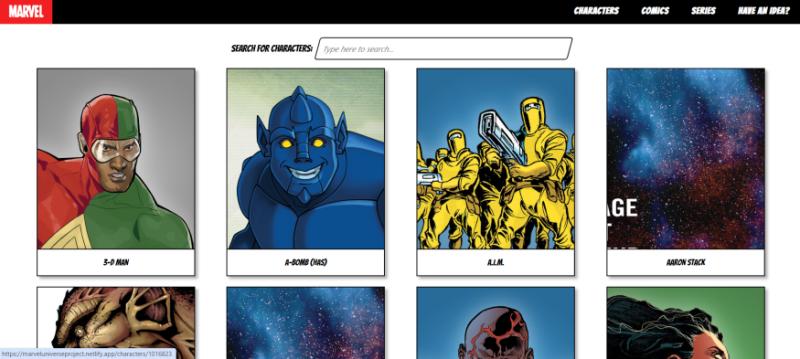 MARVEL
CHARACTERS COMICS SERIES HAVE AN IDEA?
SEARCH FOR CHARACTERS: Type here to search...
AGE
3-D MAN A-BOMB (HAS) A.I.M. AARON STACK
https://marveluniverseproject.netlify.app/characters/1016823